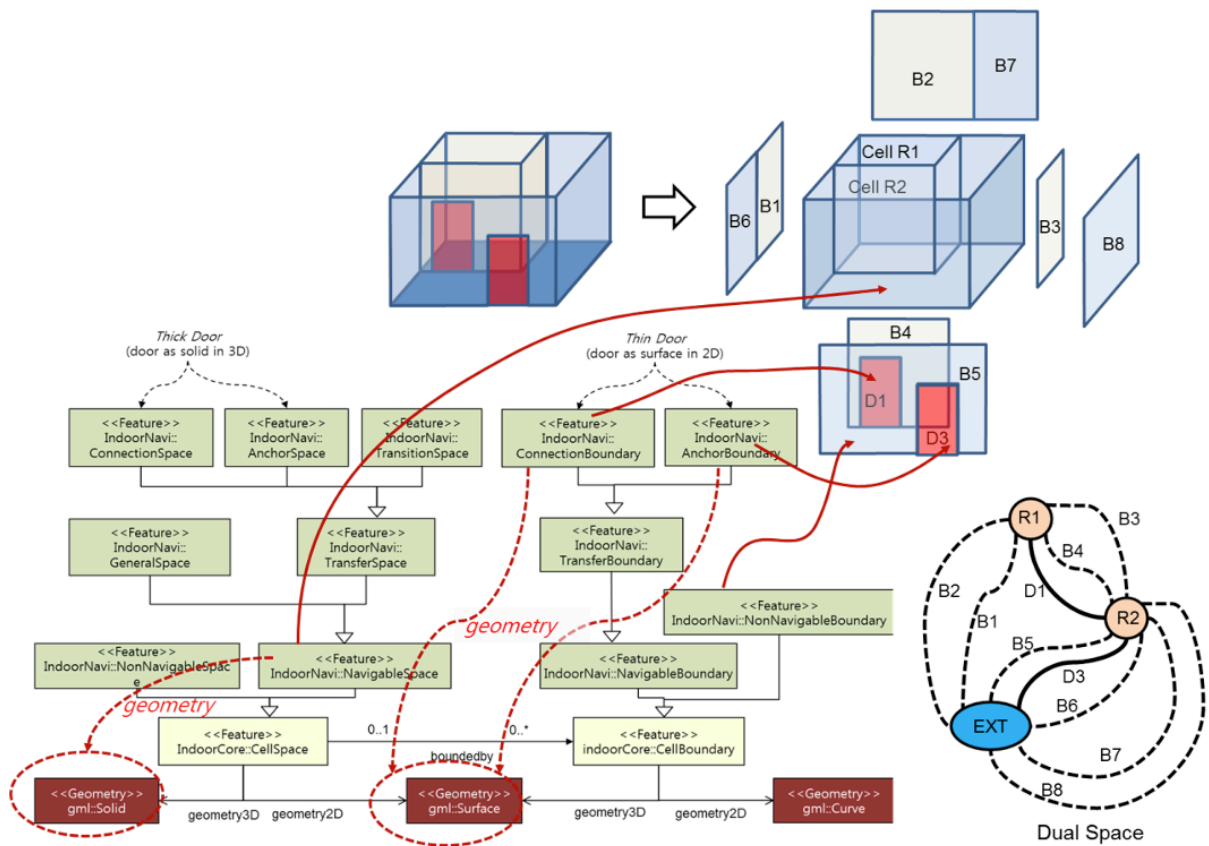 B2
B7
Cell R1
Cell R2
B6
B1
B3
B8
Thick Door
(door as solid in 3D)
Thin Door
(door as surface in 2D)
B4
B5
D1
D3
<<Feature>>
IndoorNavi::
ConnectionSpace
<<Feature>>
IndoorNavi::
AnchorSpace
<<Feature>>
IndoorNavi::
TransitionSpace
<<Feature>>
IndoorNavi::
ConnectionBoundary
<<Feature>>
IndoorNavi::
AnchorBoundary
<<Feature>>
IndoorNavi::
GeneralSpace
<<Feature>>
IndoorNavi::
TransferSpace
<<Feature>>
IndoorNavi::
TransferBoundary
<<Feature>>
IndoorNavi::NonNavigableBoundary
geometry
<<Feature>>
IndoorNavi::NonNavigableSpac
e
<<Feature>>
IndoorNavi::NavigableSpace
<<Feature>>
IndoorNavi::NavigableBoundary
geometry
<<Feature>>
IndoorCore::CellSpace
0..1
0..*
boundedby
<<Feature>>
indoorCore::CellBoundary
<<Geometry>>
gml::Solid
geometry3D
geometry2D
<<Geometry>>
gml::Surface
geometry3D
geometry2D
<<Geometry>>
gml::Curve
R1
B3
B4
B2
D1
B1
R2
B5
D3
B6
EXT
B7
B8
Dual Space